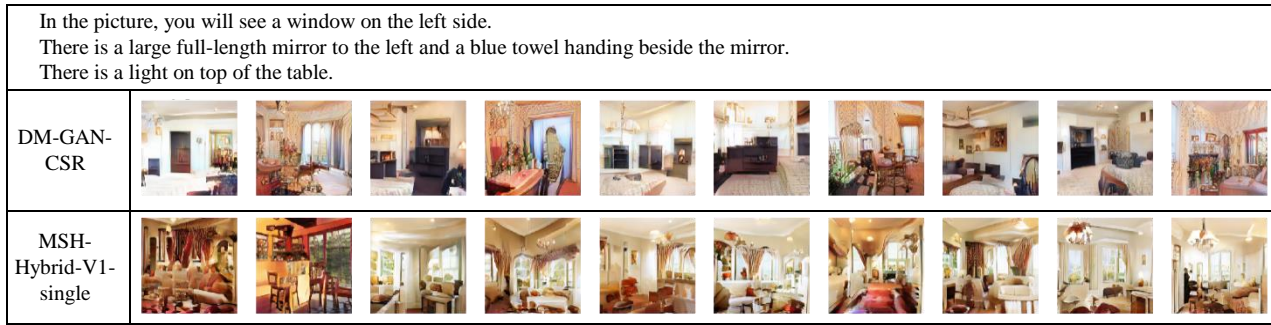 In the picture, you will see a window on the left side.
There is a large full-length mirror to the left and a blue towel handing beside the mirror.
There is a light on top of the table.
DM-GAN-
CSR
MSH-
Hybrid-V1-
single